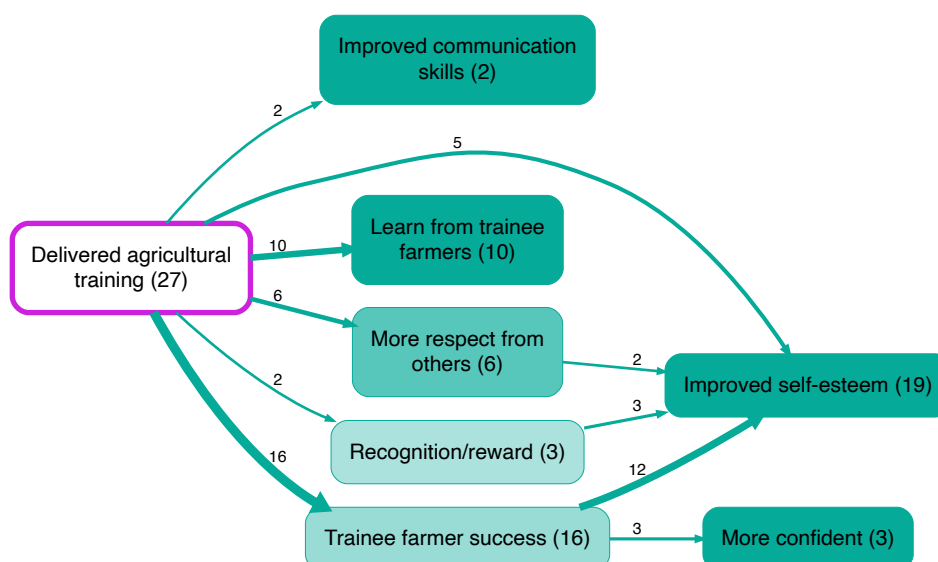 Improved communication
skills (2)
2
5
Delivered agricultural
training (27)
10
Learn from trainee
farmers (10)
6
More respect from
others (6)
2
Improved self-esteem (19)
2
3
Recognition/reward (3)
16
12
Trainee farmer success (16)
3
More confident (3)